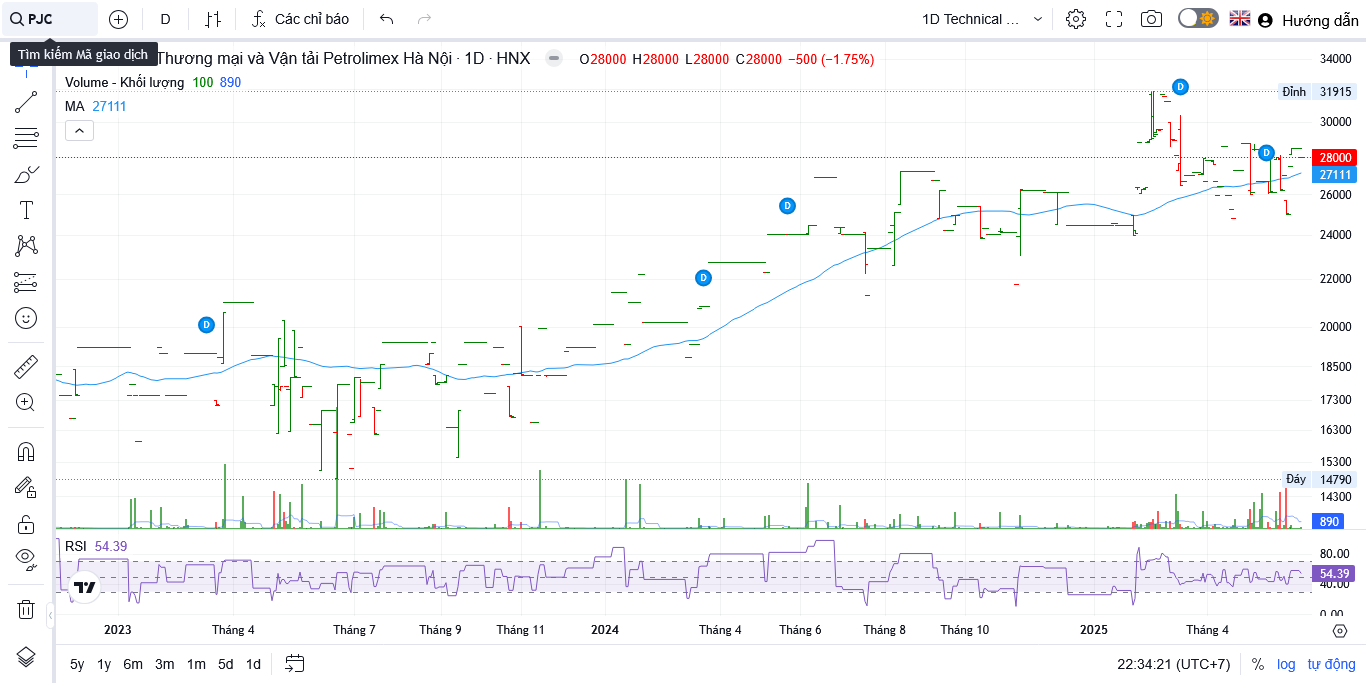 PJC
D
Các chỉ báo
1D Technical ...
Hướng dẫn
Tìm kiếm Mã giao dịch
Thương mại và Vận tải Petrolimex Hà Nội · 1D · HNX
O28000 H28000 L28000 C28000 −500 (−1.75%)
Volume - Khối lượng 100 890
MA 27111
34000
Đỉnh 31915
30000
28000
27111
26000
24000
22000
20000
18500
17300
16300
15300
Đáy 14790
14300
890
D
D
D
D
D
RSI 54.39
80.00
54.39
40.00
0.00
2023
Tháng 4
Tháng 7
Tháng 9
Tháng 11
2024
Tháng 4
Tháng 6
Tháng 8
Tháng 10
2025
Tháng 4
5y 1y 6m 3m 1m 5d 1d
22:34:21 (UTC+7)
% log tự động